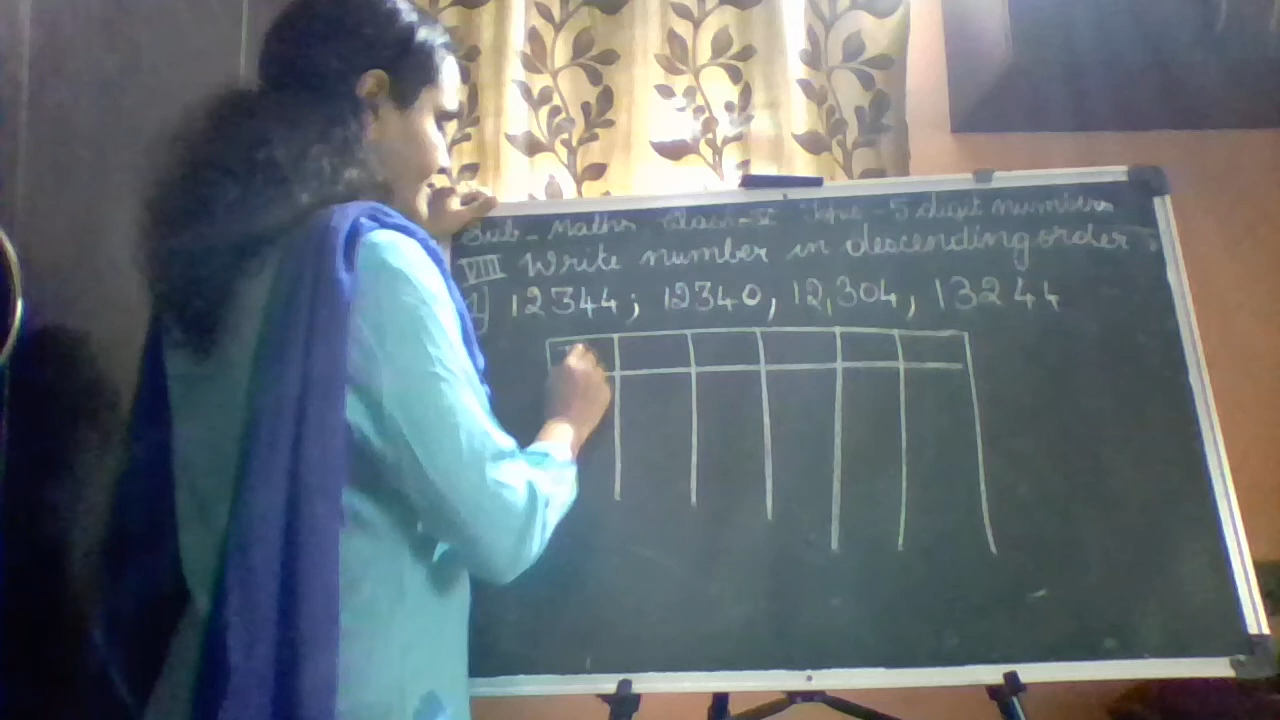 Sub - Maths Class - V Topic - 5 digit numbers
VIII Write number in descending order.
1] 12344; 12340, 12,304, 13244